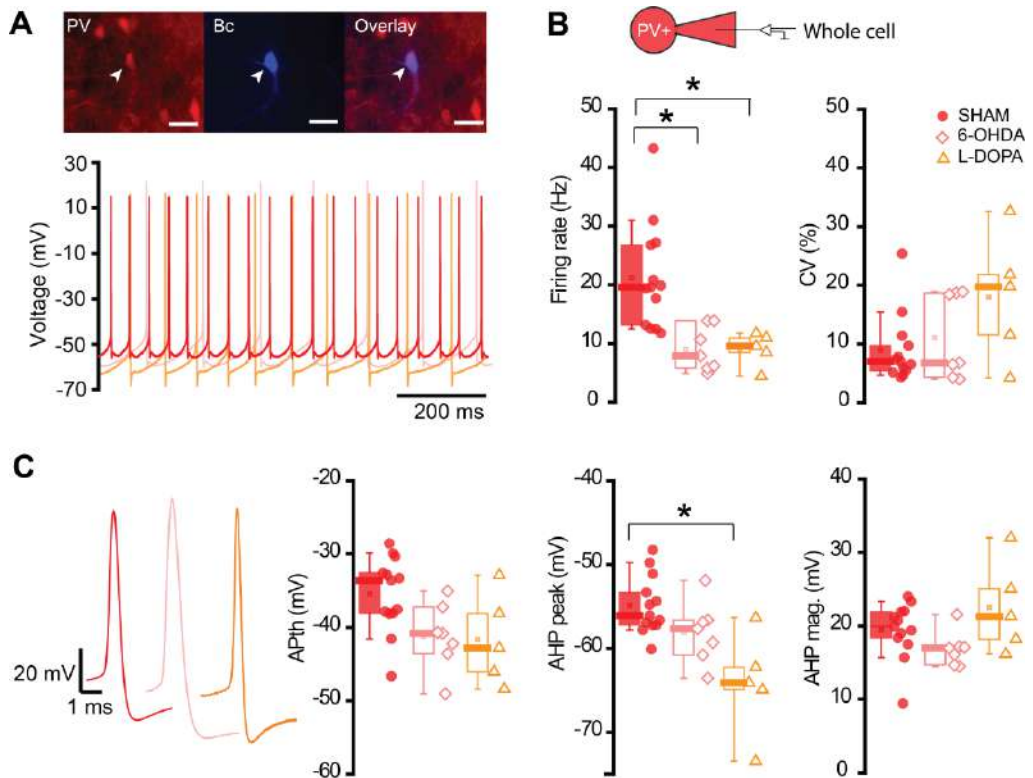 A
PV
Bc
Overlay
Voltage (mV)
30
10
-10
-30
-50
-70
200 ms
B
PV+
Whole cell
Firing rate (Hz)
50
40
30
20
10
0
*
*
CV (%)
50
40
30
20
10
0
SHAM
6-OHDA
L-DOPA
C
20 mV
1 ms
APth (mV)
-20
-30
-40
-50
-60
AHP peak (mV)
-40
-50
-60
-70
*
AHP mag. (mV)
40
30
20
10
0